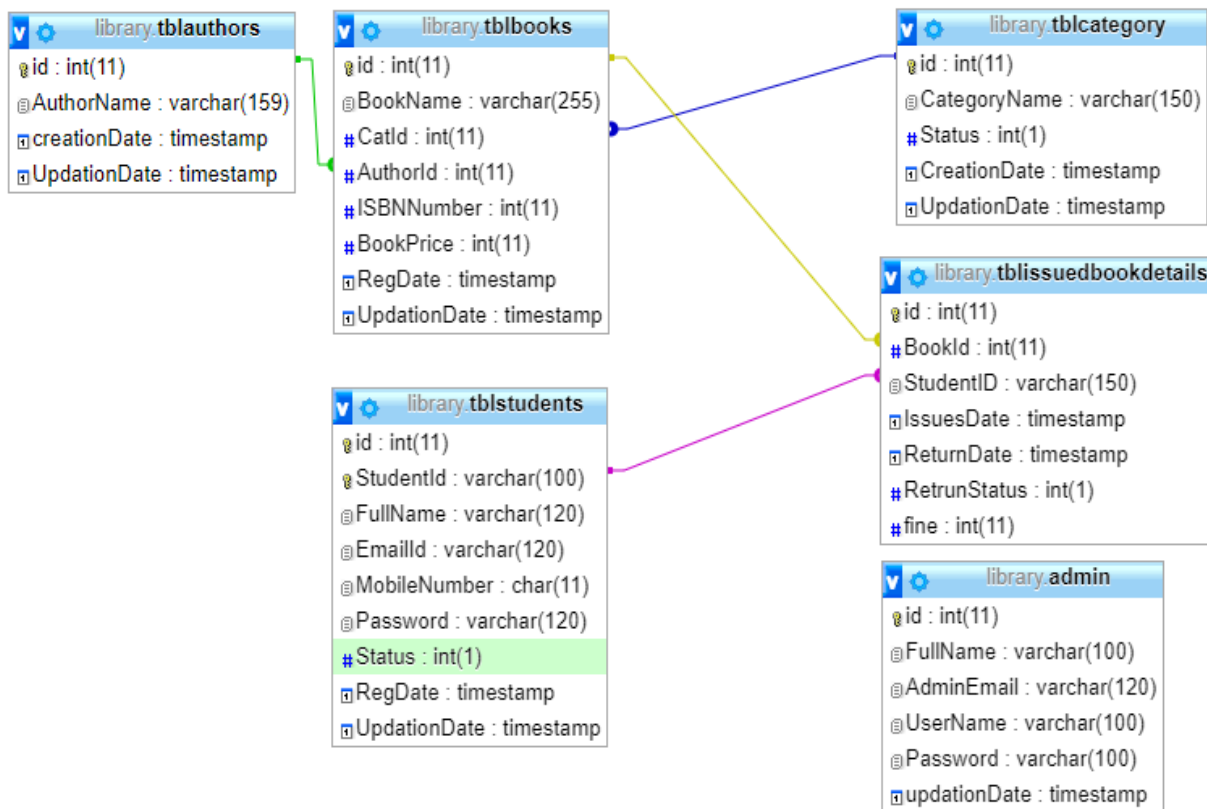 library.tblauthors
id : int(11)
AuthorName : varchar(159)
creationDate : timestamp
UpdationDate : timestamp
library.tblbooks
id : int(11)
BookName : varchar(255)
CatId : int(11)
AuthorId : int(11)
ISBNNumber : int(11)
BookPrice : int(11)
RegDate : timestamp
UpdationDate : timestamp
library.tblcategory
id : int(11)
CategoryName : varchar(150)
Status : int(1)
CreationDate : timestamp
UpdationDate : timestamp
library.tblissuedbookdetails
id : int(11)
BookId : int(11)
StudentID : varchar(150)
IssuesDate : timestamp
ReturnDate : timestamp
RetrunStatus : int(1)
fine : int(11)
library.tblstudents
id : int(11)
StudentId : varchar(100)
FullName : varchar(120)
EmailId : varchar(120)
MobileNumber : char(11)
Password : varchar(120)
Status : int(1)
RegDate : timestamp
UpdationDate : timestamp
library.admin
id : int(11)
FullName : varchar(100)
AdminEmail : varchar(120)
UserName : varchar(100)
Password : varchar(100)
updationDate : timestamp